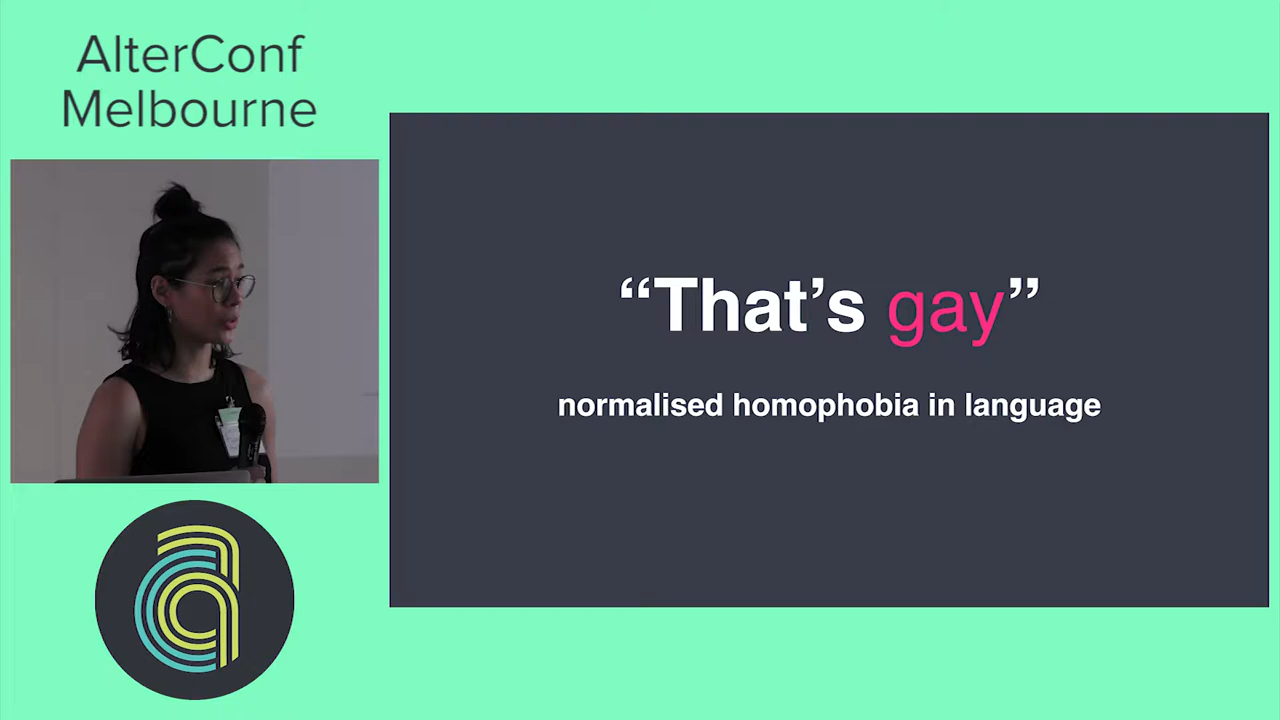 AlterConf
Melbourne
“That’s gay”
normalised homophobia in language